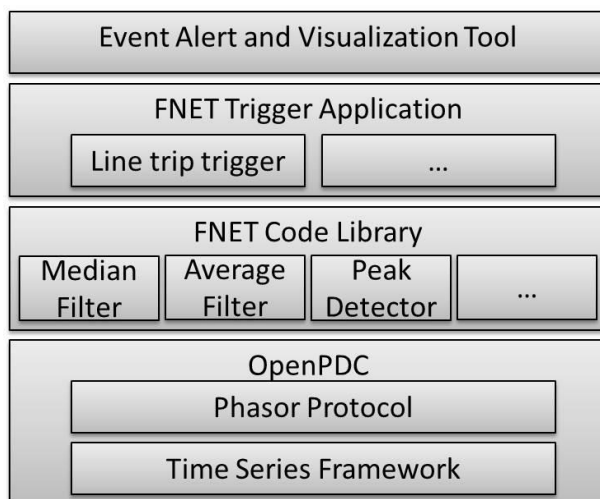 Event Alert and Visualization Tool
FNET Trigger Application
Line trip trigger
...
FNET Code Library
Median
Filter
Average
Filter
Peak
Detector
...
OpenPDC
Phasor Protocol
Time Series Framework